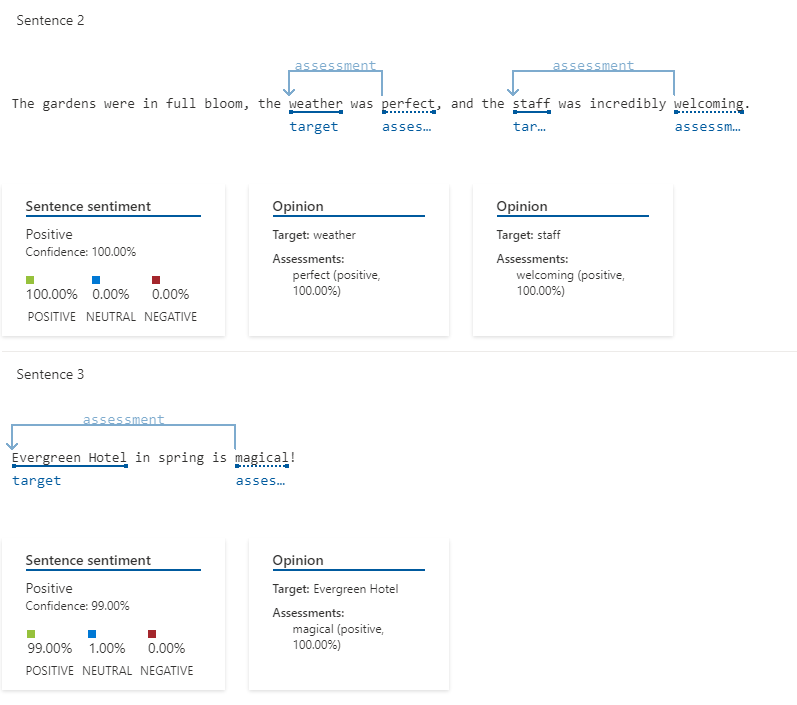 Sentence 2
assessment assessment
The gardens were in full bloom, the weather was perfect, and the staff was incredibly welcoming.
target asses… tar… assessm…
Sentence sentiment
Positive
Confidence: 100.00%
100.00% 0.00% 0.00%
POSITIVE NEUTRAL NEGATIVE
Opinion
Target: weather
Assessments:
perfect (positive,
100.00%)
Opinion
Target: staff
Assessments:
welcoming (positive,
100.00%)
Sentence 3
assessment
Evergreen Hotel in spring is magical!
target asses…
Sentence sentiment
Positive
Confidence: 99.00%
99.00% 1.00% 0.00%
POSITIVE NEUTRAL NEGATIVE
Opinion
Target: Evergreen Hotel
Assessments:
magical (positive,
100.00%)